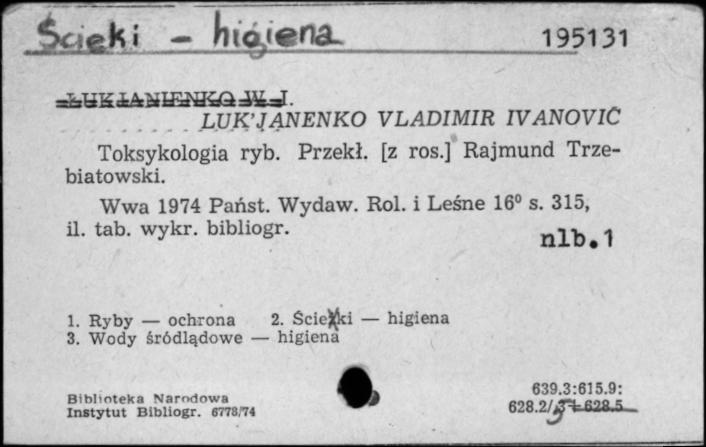 Ścieki - higiena 195131
ŁUKIANIENKO W. I.
LUK'JANENKO VLADIMIR IVANOVIČ
Toksykologia ryb. Przekł. [z ros.] Rajmund Trze-
biatowski.
Wwa 1974 Państ. Wydaw. Rol. i Leśne 16⁰ s. 315,
il. tab. wykr. bibliogr.
nlb.1
1. Ryby — ochrona 2. Ścieki — higiena
3. Wody śródlądowe — higiena
Biblioteka Narodowa 639.3:615.9:
Instytut Bibliogr. 6778/74 628.2/3+628.5